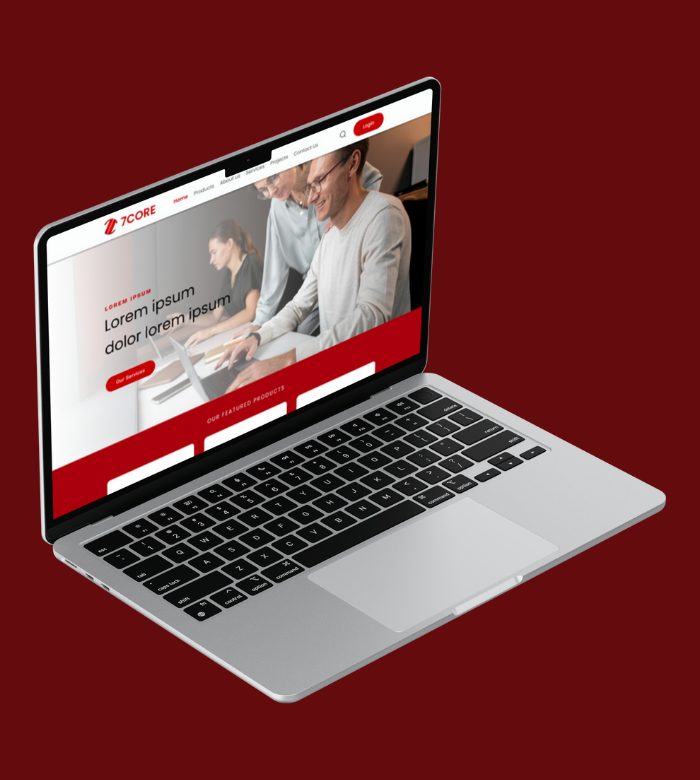 7CORE
Home Products About Us Services Projects Contact Us
Login
LOREM IPSUM
Lorem ipsum
dolor lorem ipsum
Our Services
OUR FEATURED PRODUCTS
esc
delete
tab
Q W E R T Y U I O P
return
caps lock
A S D F G H J K L
shift
Z X C V B N M
shift
fn
control
option
command
command
option